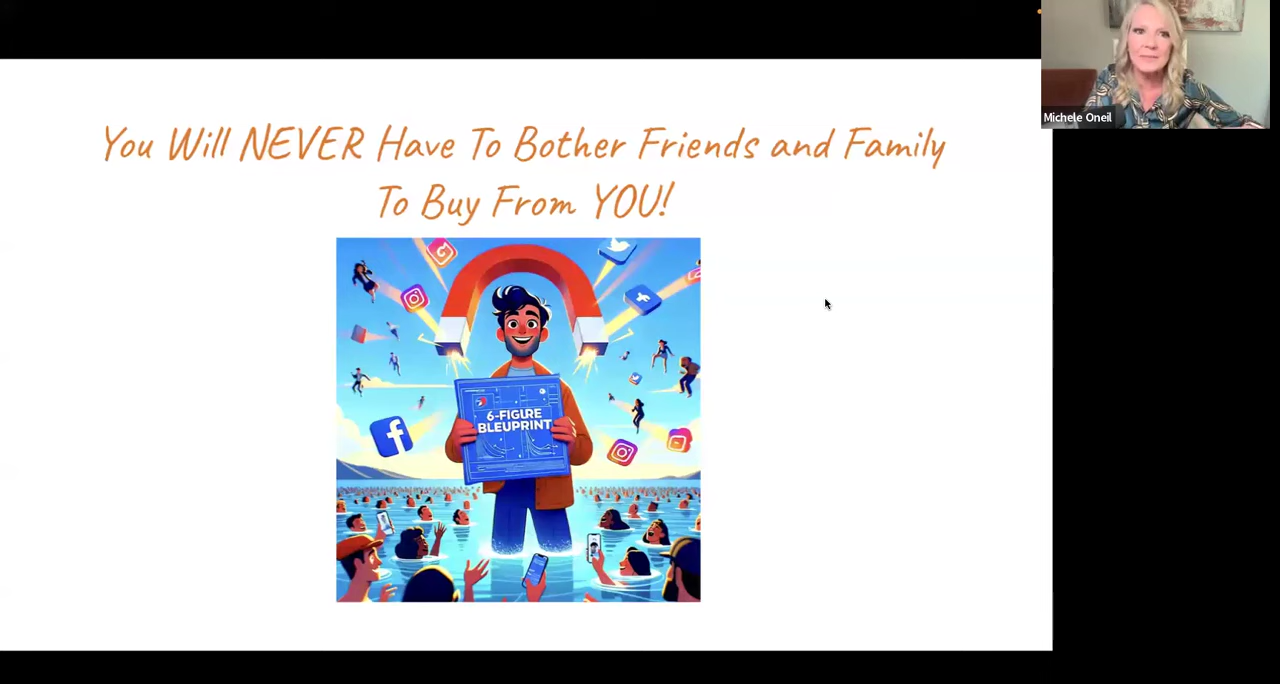 You Will NEVER Have To Bother Friends and Family
To Buy From YOU!
6-FIGURE
BLEUPRINT
Michele Oneil